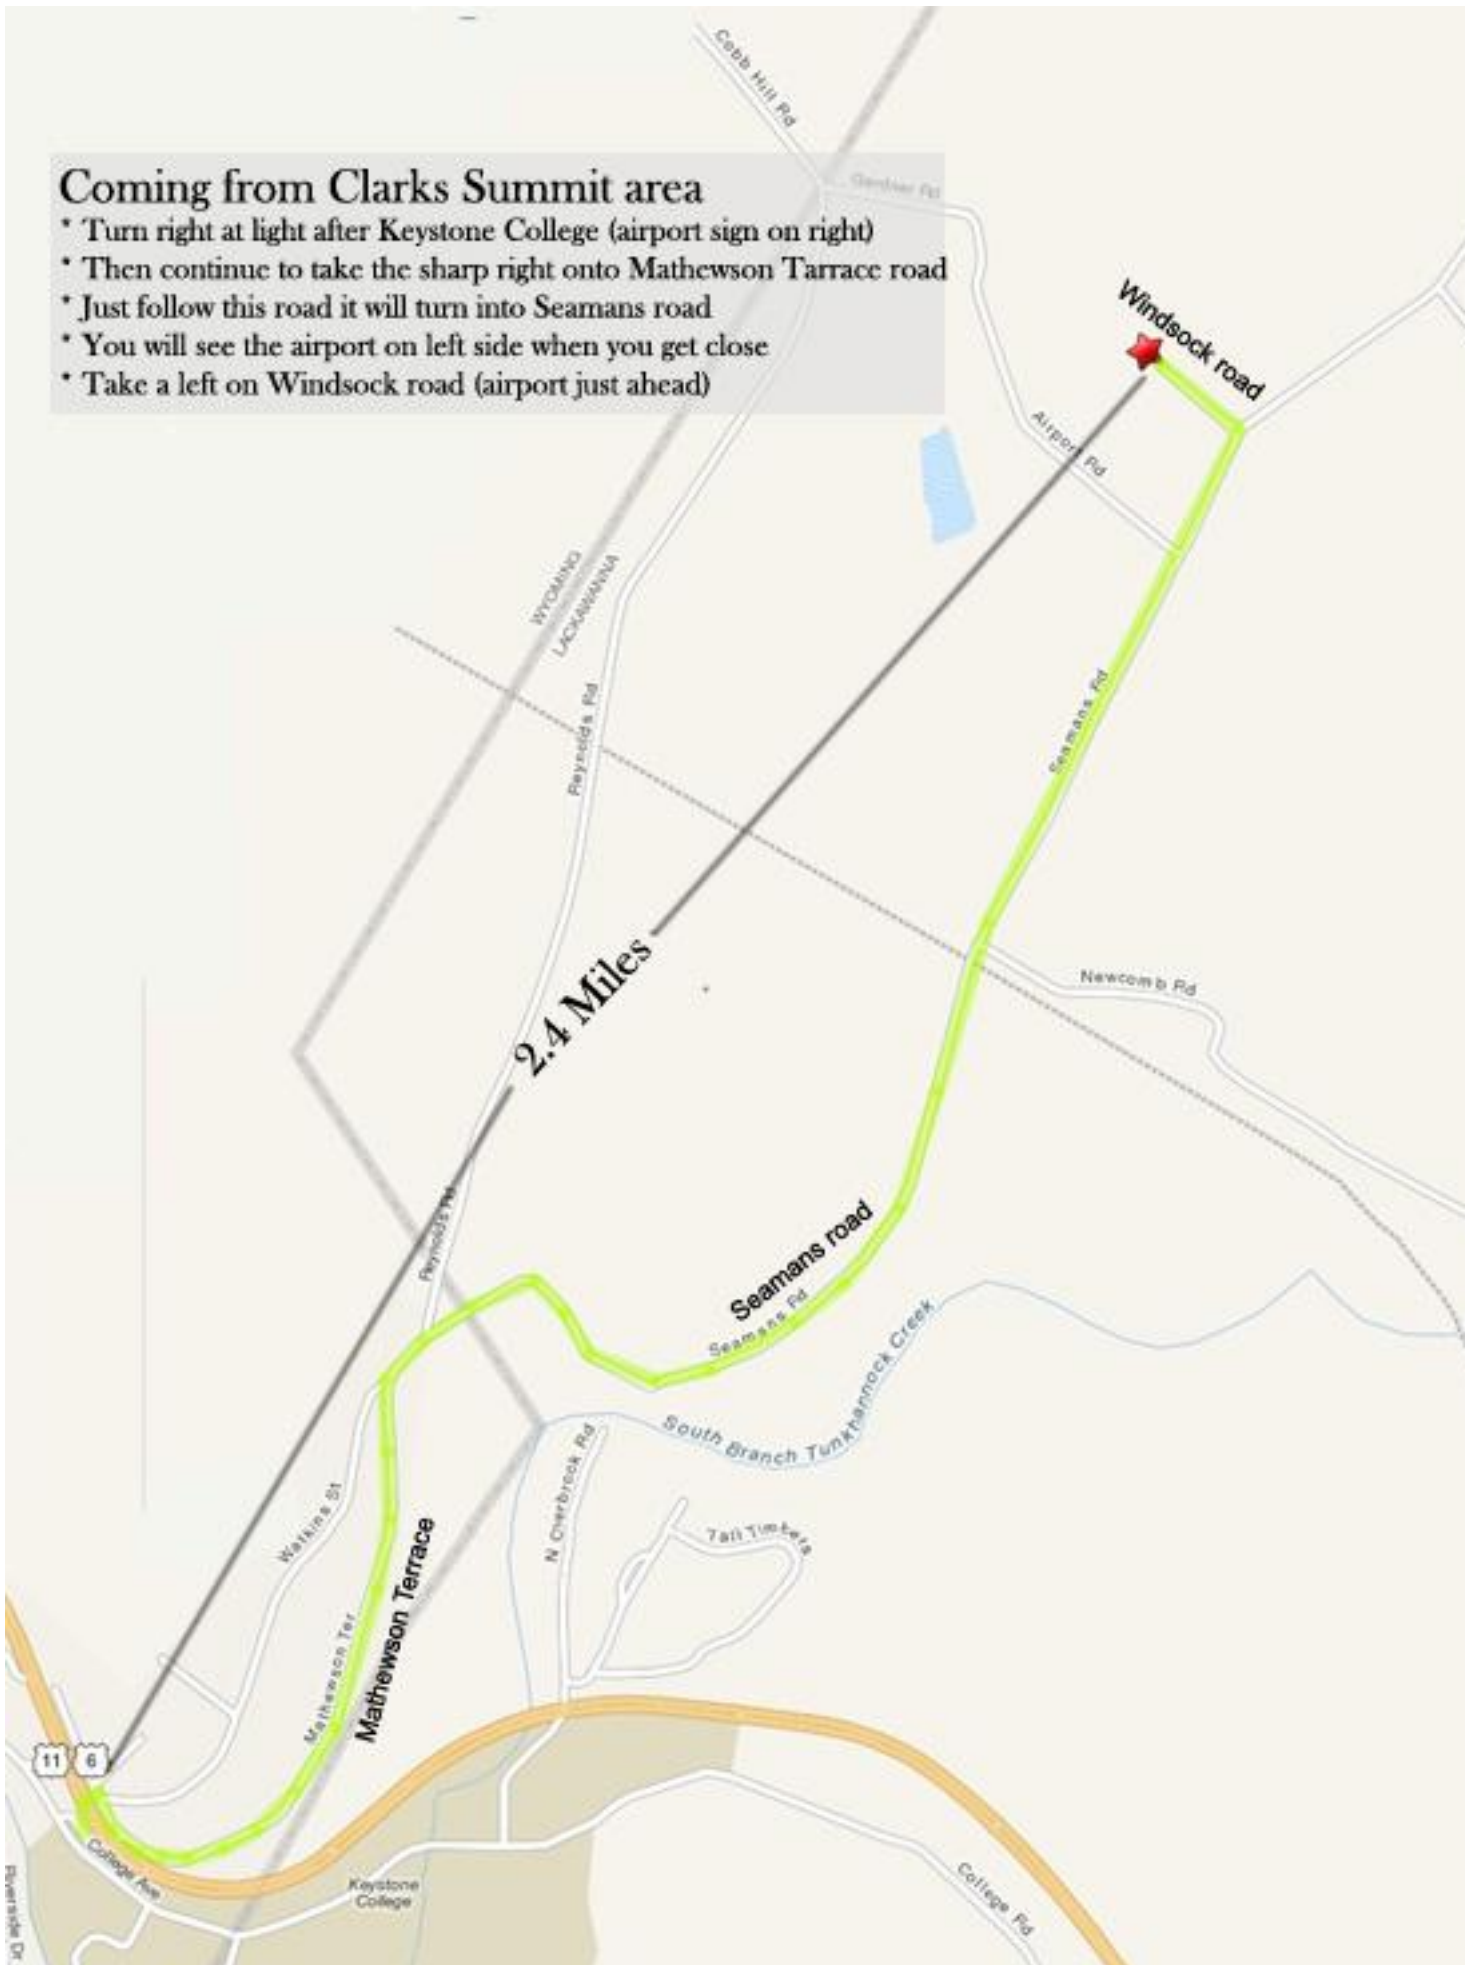 Cobb Hill Rd
Coming from Clarks Summit area
* Turn right at light after Keystone College (airport sign on right)
* Then continue to take the sharp right onto Mathewson Tarrace road
* Just follow this road it will turn into Seamans road
* You will see the airport on left side when you get close
* Take a left on Windsock road (airport just ahead)
Gardner Rd
Windsock road
Airport Rd
WYOMING
LACKAWANNA
Reynolds Rd
Seamans Rd
2.4 Miles
Newcomb Rd
Reynolds Rd
Seamans road
Seamans Rd
South Branch Tunkhannock Creek
N Overbrook Rd
Watkins St
Tall Timbers
Mathewson Terrace
Mathewson Ter
11
6
College Ave
Keystone
College
College Rd
Riverside Dr